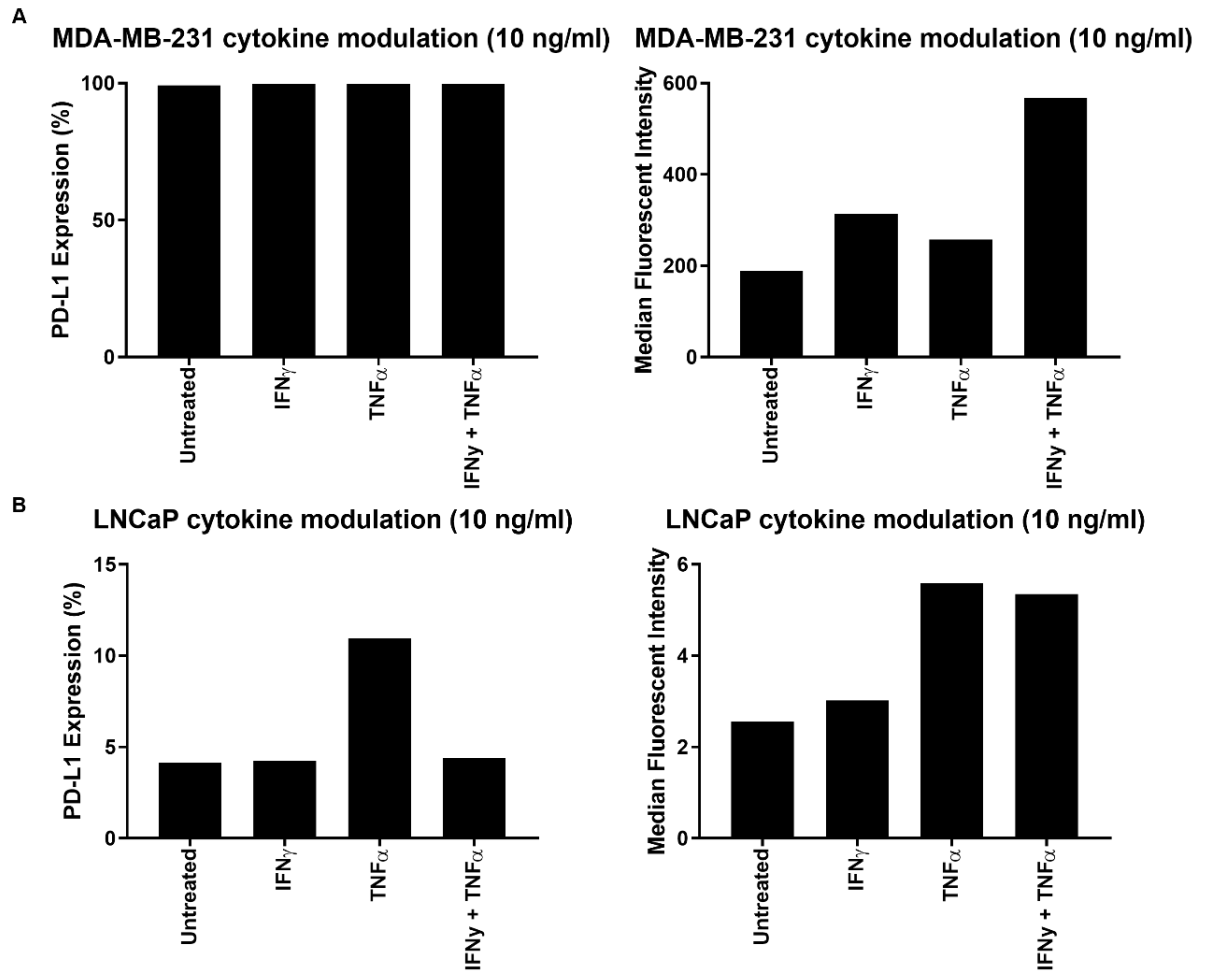 A
MDA-MB-231 cytokine modulation (10 ng/ml)
PD-L1 Expression (%)
100
50
0
Untreated
IFNγ
TNFα
IFNy + TNFα
MDA-MB-231 cytokine modulation (10 ng/ml)
Median Fluorescent Intensity
600
400
200
0
Untreated
IFNγ
TNFα
IFNy + TNFα
B
LNCaP cytokine modulation (10 ng/ml)
PD-L1 Expression (%)
15
10
5
0
Untreated
IFNγ
TNFα
IFNy + TNFα
LNCaP cytokine modulation (10 ng/ml)
Median Fluorescent Intensity
6
4
2
0
Untreated
IFNγ
TNFα
IFNy + TNFα